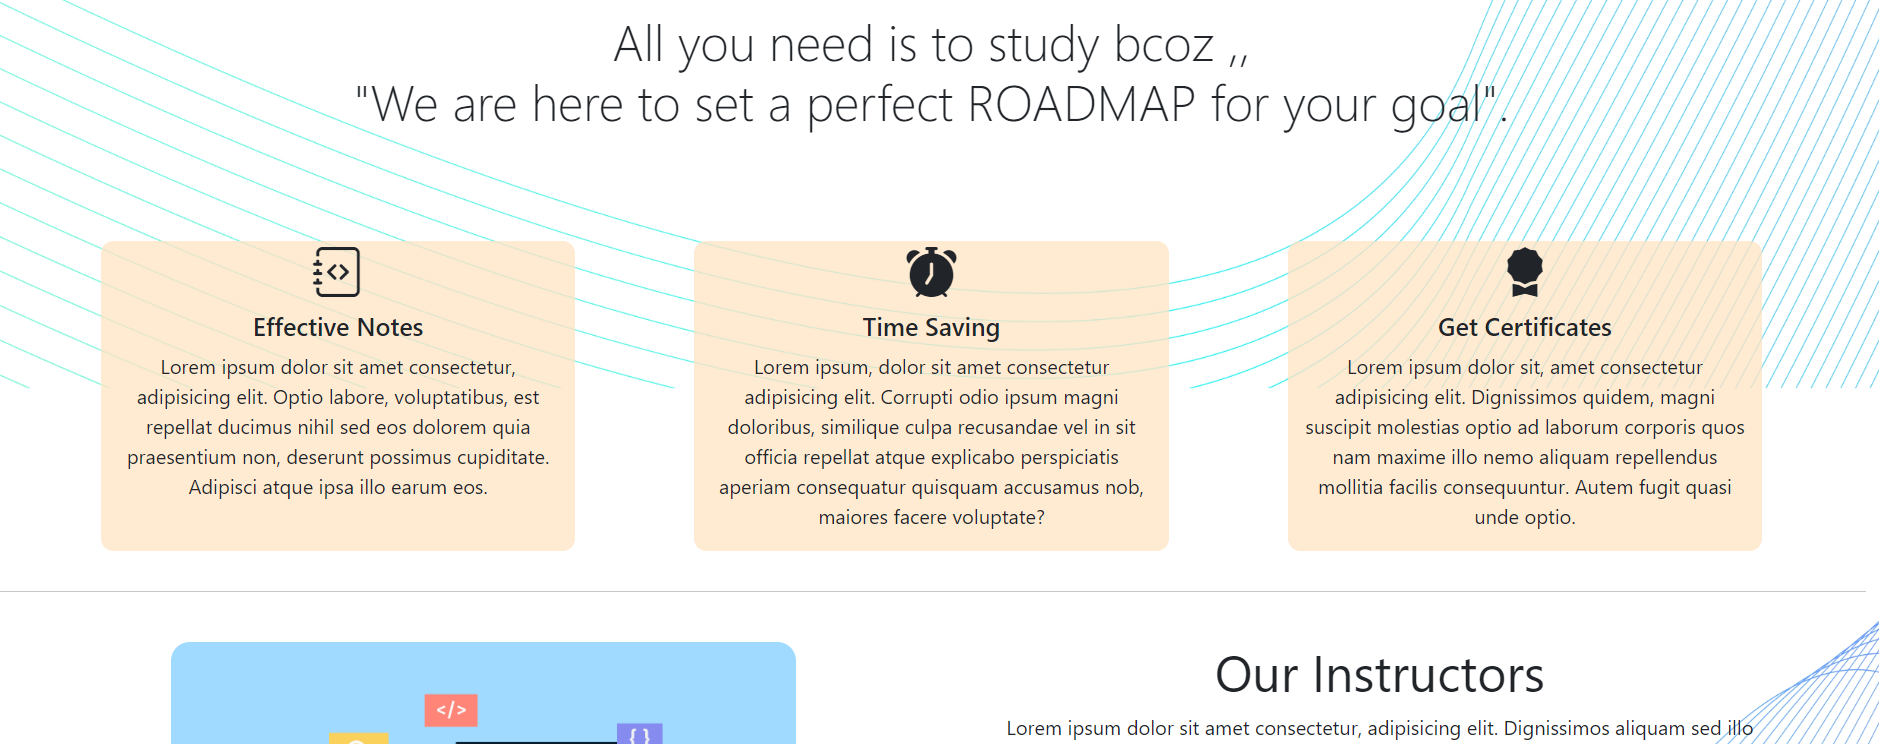 All you need is to study bcoz ,,
"We are here to set a perfect ROADMAP for your goal".
Effective Notes
Lorem ipsum dolor sit amet consectetur,
adipisicing elit. Optio labore, voluptatibus, est
repellat ducimus nihil sed eos dolorem quia
praesentium non, deserunt possimus cupiditate.
Adipisci atque ipsa illo earum eos.
Time Saving
Lorem ipsum, dolor sit amet consectetur
adipisicing elit. Corrupti odio ipsum magni
doloribus, similique culpa recusandae vel in sit
officia repellat atque explicabo perspiciatis
aperiam consequatur quisquam accusamus nob,
maiores facere voluptate?
Get Certificates
Lorem ipsum dolor sit, amet consectetur
adipisicing elit. Dignissimos quidem, magni
suscipit molestias optio ad laborum corporis quos
nam maxime illo nemo aliquam repellendus
mollitia facilis consequuntur. Autem fugit quasi
unde optio.
</> 
{}
Our Instructors
Lorem ipsum dolor sit amet consectetur, adipisicing elit. Dignissimos aliquam sed illo